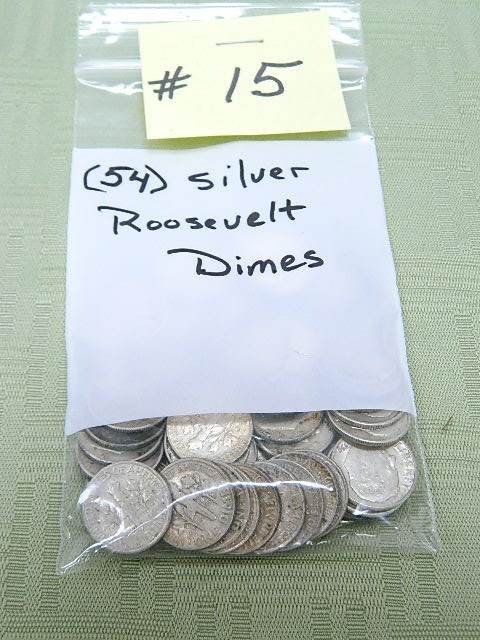 # 15
(54) silver
Roosevelt
Dimes